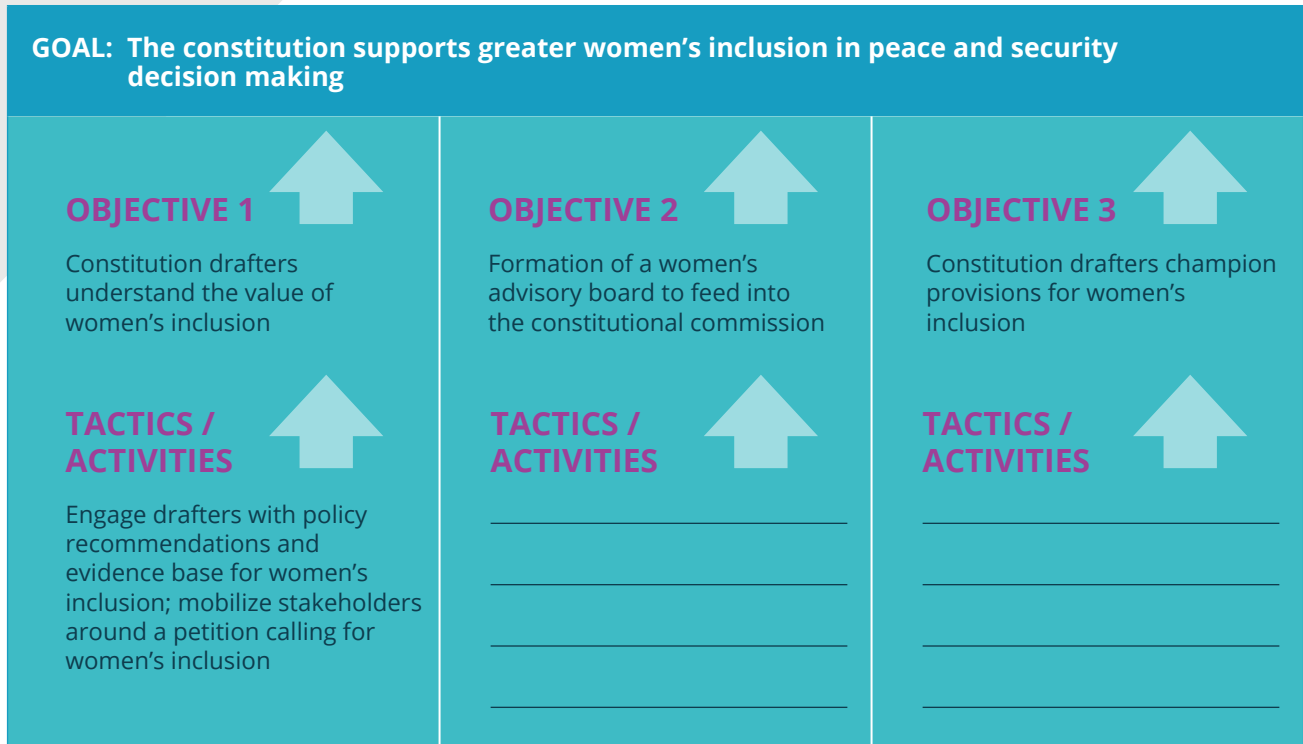 GOAL: The constitution supports greater women’s inclusion in peace and security
decision making
OBJECTIVE 1
Constitution drafters
understand the value of
women’s inclusion
TACTICS /
ACTIVITIES
Engage drafters with policy
recommendations and
evidence base for women’s
inclusion; mobilize stakeholders
around a petition calling for
women’s inclusion
OBJECTIVE 2
Formation of a women’s
advisory board to feed into
the constitutional commission
TACTICS /
ACTIVITIES
OBJECTIVE 3
Constitution drafters champion
provisions for women’s
inclusion
TACTICS /
ACTIVITIES